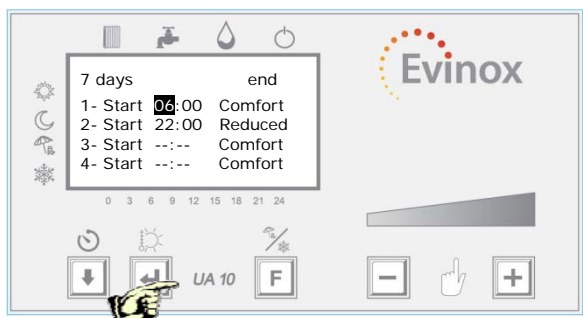 Evinox
7 days end
1- Start 06:00 Comfort
2- Start 22:00 Reduced
3- Start --:-- Comfort
4- Start --:-- Comfort
0 3 6 9 12 15 18 21 24
UA 10 F